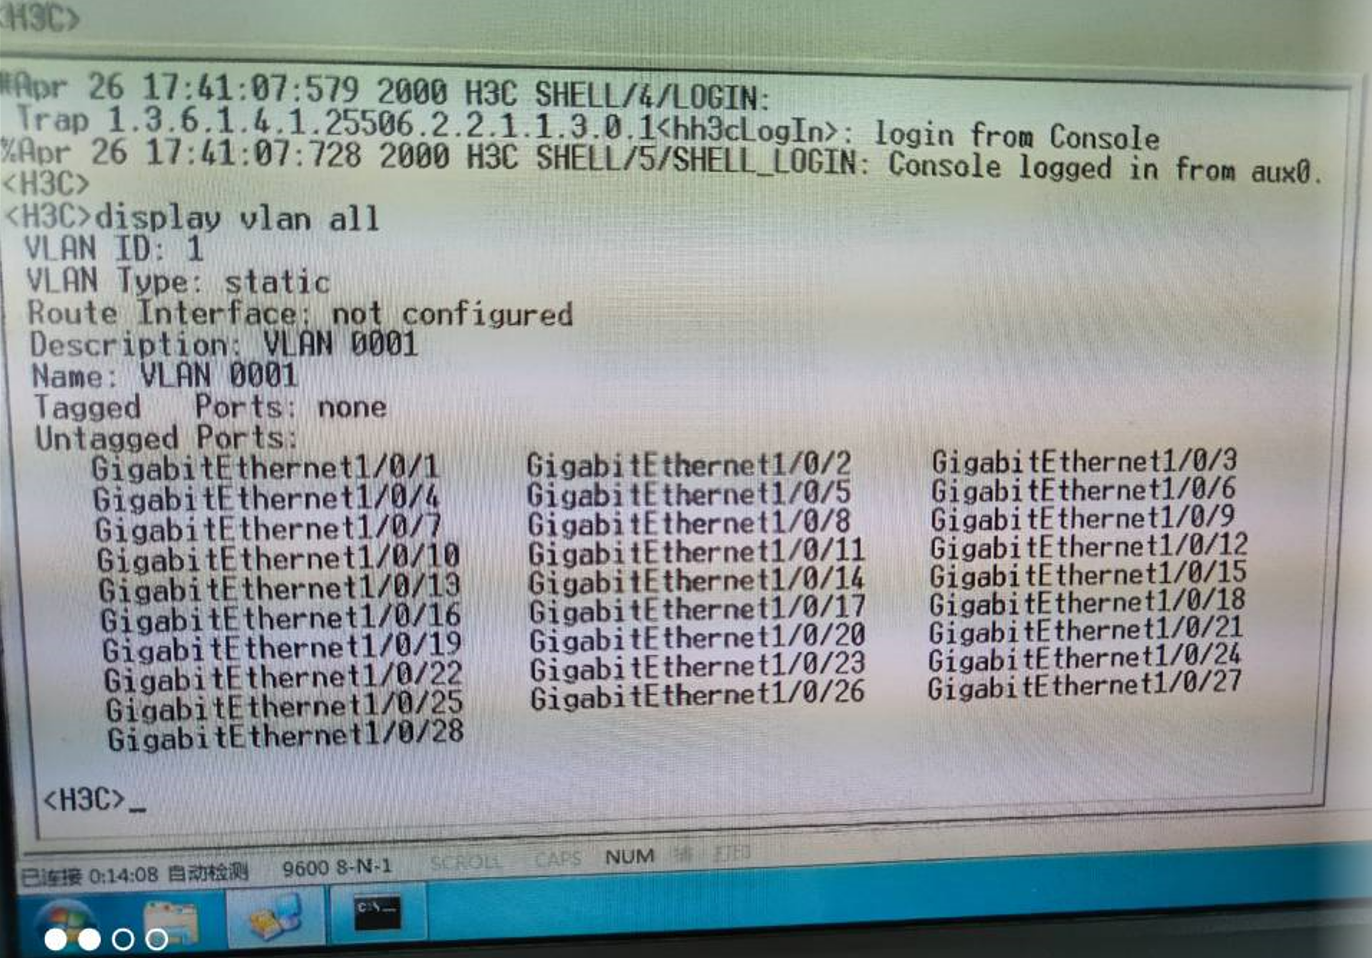 <H3C>
#Apr 26 17:41:07:579 2000 H3C SHELL/4/LOGIN:
Trap 1.3.6.1.4.1.25506.2.2.1.1.3.0.1<hh3cLogIn>: login from Console
%Apr 26 17:41:07:728 2000 H3C SHELL/5/SHELL_LOGIN: Console logged in from aux0.
<H3C>
<H3C>display vlan all
VLAN ID: 1
VLAN Type: static
Route Interface: not configured
Description: VLAN 0001
Name: VLAN 0001
Tagged   Ports: none
Untagged Ports:
GigabitEthernet1/0/1 GigabitEthernet1/0/2 GigabitEthernet1/0/3
GigabitEthernet1/0/4 GigabitEthernet1/0/5 GigabitEthernet1/0/6
GigabitEthernet1/0/7 GigabitEthernet1/0/8 GigabitEthernet1/0/9
GigabitEthernet1/0/10 GigabitEthernet1/0/11 GigabitEthernet1/0/12
GigabitEthernet1/0/13 GigabitEthernet1/0/14 GigabitEthernet1/0/15
GigabitEthernet1/0/16 GigabitEthernet1/0/17 GigabitEthernet1/0/18
GigabitEthernet1/0/19 GigabitEthernet1/0/20 GigabitEthernet1/0/21
GigabitEthernet1/0/22 GigabitEthernet1/0/23 GigabitEthernet1/0/24
GigabitEthernet1/0/25 GigabitEthernet1/0/26 GigabitEthernet1/0/27
GigabitEthernet1/0/28
<H3C>_
已连接 0:14:08 自动检测 9600 8-N-1 SCROLL CAPS NUM 打印
C:\